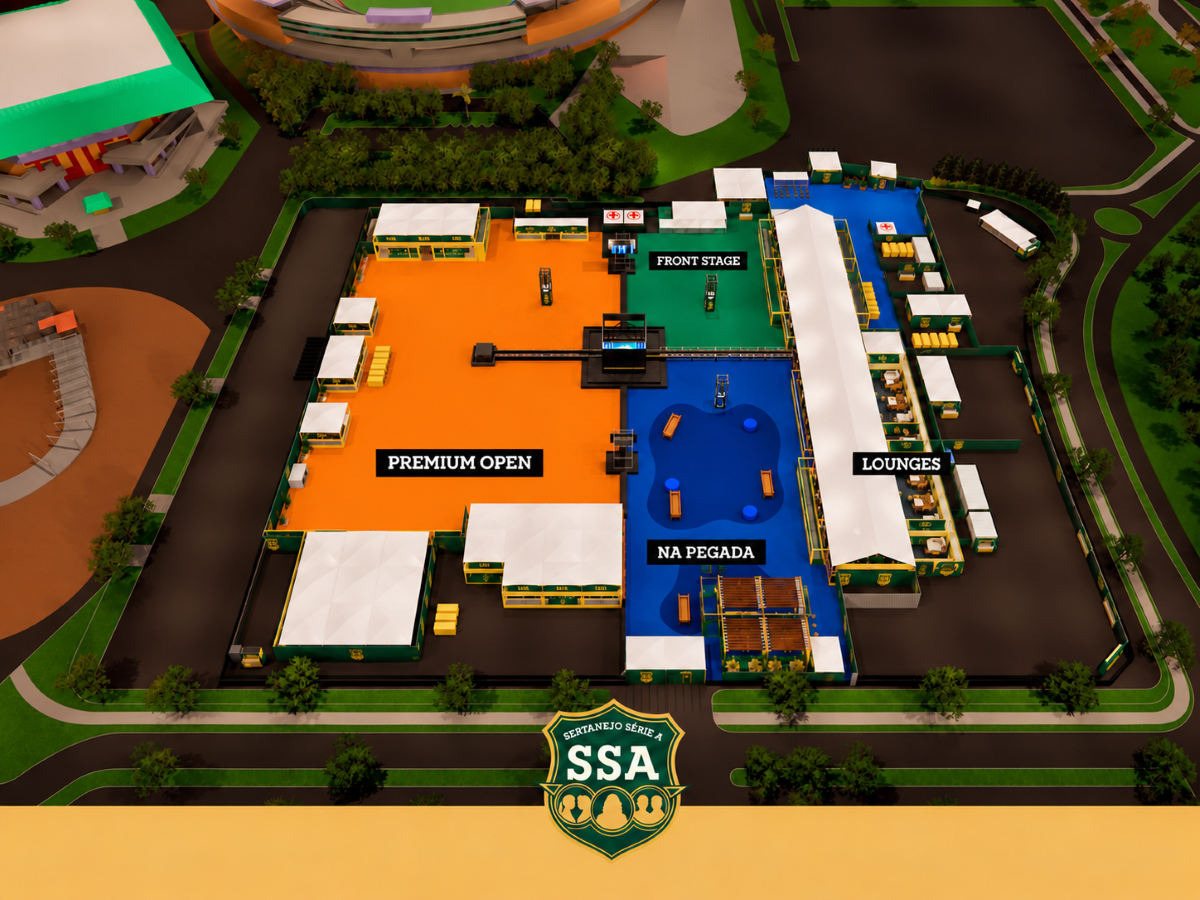 FRONT STAGE
PREMIUM OPEN
LOUNGES
NA PEGADA
SERTANEJO SÉRIE A
SSA